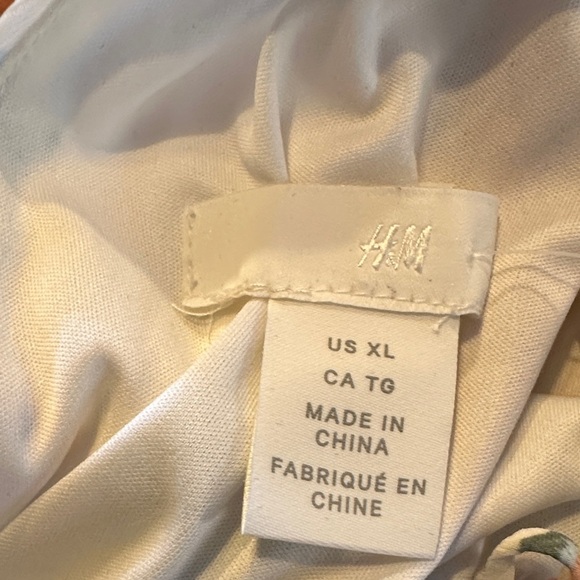 H&M
US XL
CA TG
MADE IN
CHINA
FABRIQUÉ EN
CHINE